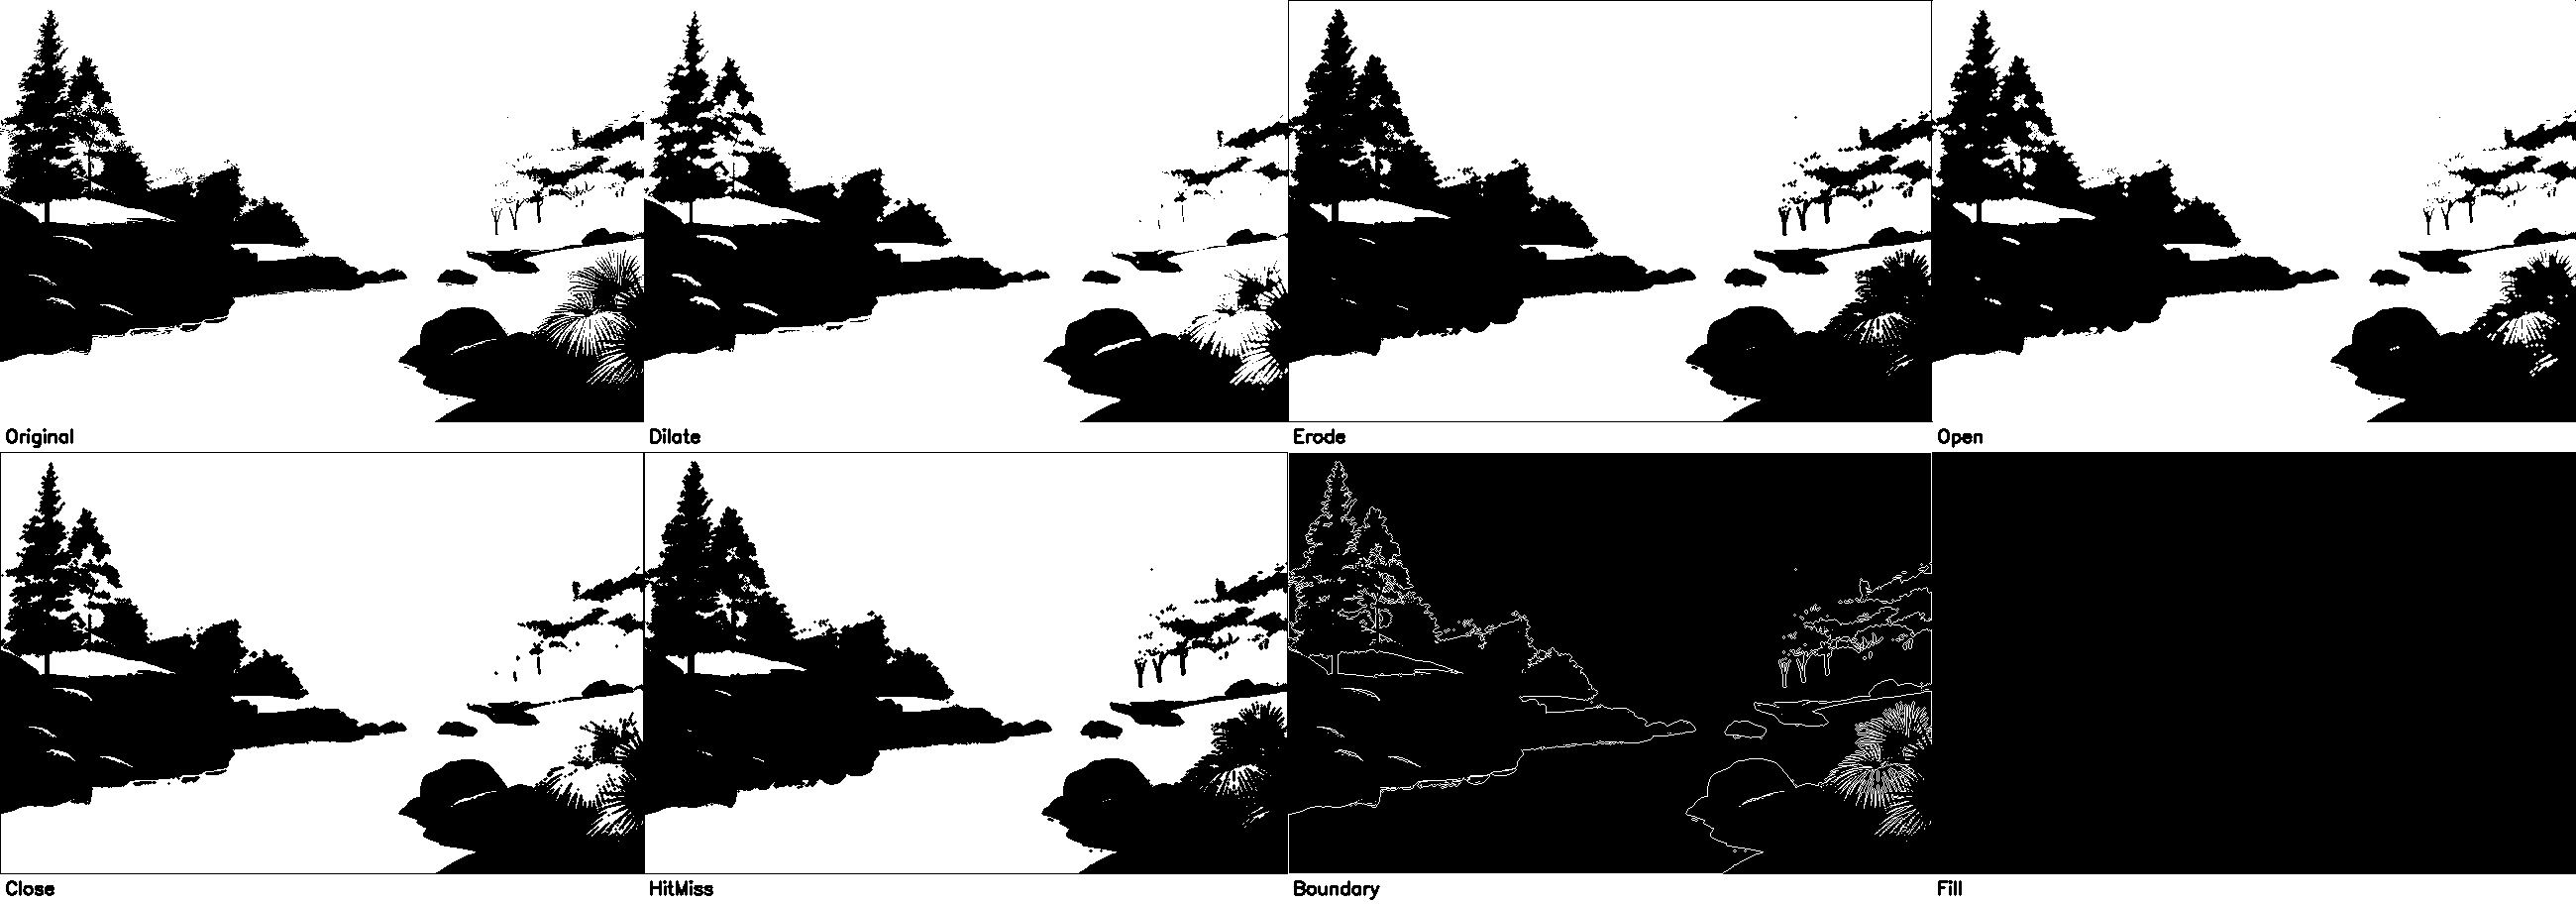 Original
Dilate
Erode
Open
Close
HitMiss
Boundary
Fill